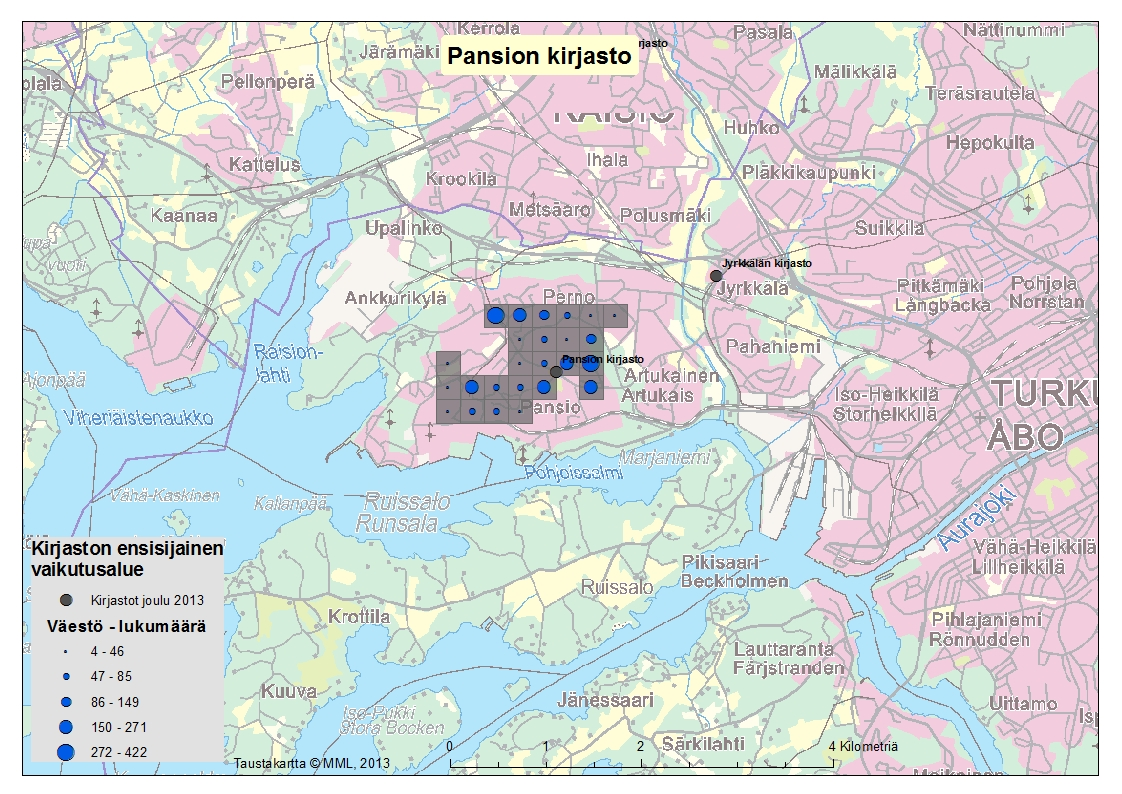 Kerrola
Pasala
Nättinummi
Järämäki
Pansion kirjasto
rjasto
Pellonperä
Mälikkälä
Teräsrautela
RAISIO
Huhko
Hepokulta
Kattelus
Ihala
Krookila
Pläkkikaupunki
Kaanaa
Metsäaro
Polusmäki
Upalinko
Suikkila
Jyrkkälän kirjasto
Jyrkkälä
Ankkurikylä
Perno
Pitkämäki
Långbacka
Pohjola
Norrstan
Raision-
lahti
Pahaniemi
Pansion kirjasto
Artukainen
Artukais
Viheriäistenaukko
Pansio
Iso-Heikkilä
Storheikkilä
TURKU
ÅBO
Pohjoisselmi
Marjaniemi
Vähä-Kaskinen
Kallanpää
Ruissalo
Runsala
Aurajoki
Kirjaston ensisijainen
vaikutusalue
Kirjastot joulu 2013
Väestö - lukumäärä
4 - 46
47 - 85
86 - 149
150 - 271
272 - 422
Vähä-Heikkilä
Lillheikkilä
Pikisaari
Beckholmen
Ruissalo
Krottila
Pihlajaniemi
Rönnudden
Lauttaranta
Färjstranden
Kuuva
Jänessaari
Uittamo
Iso-Pukki
Stora Bocken
Särkilahti
0 1 2 4 Kilometriä
Taustakartta © MML, 2013